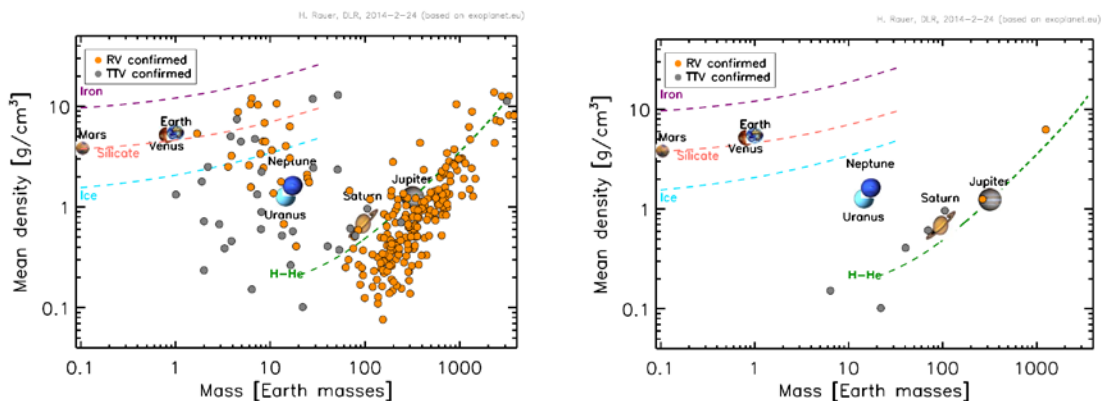 H. Rauer, DLR, 2014-2-24 (based on exoplanet.eu)
RV confirmed
TTV confirmed
Iron
10
Earth
Mars
Venus
Silicate
Neptune
Ice
Saturn
Jupiter
1
Uranus
H-He
0.1
Mean density [g/cm³]
0.1 1 10 100 1000
Mass [Earth masses]
H. Rauer, DLR, 2014-2-24 (based on exoplanet.eu)
RV confirmed
TTV confirmed
Iron
10
Earth
Mars
Venus
Silicate
Neptune
Ice
Saturn
Jupiter
1
Uranus
H-He
0.1
Mean density [g/cm³]
0.1 1 10 100 1000
Mass [Earth masses]